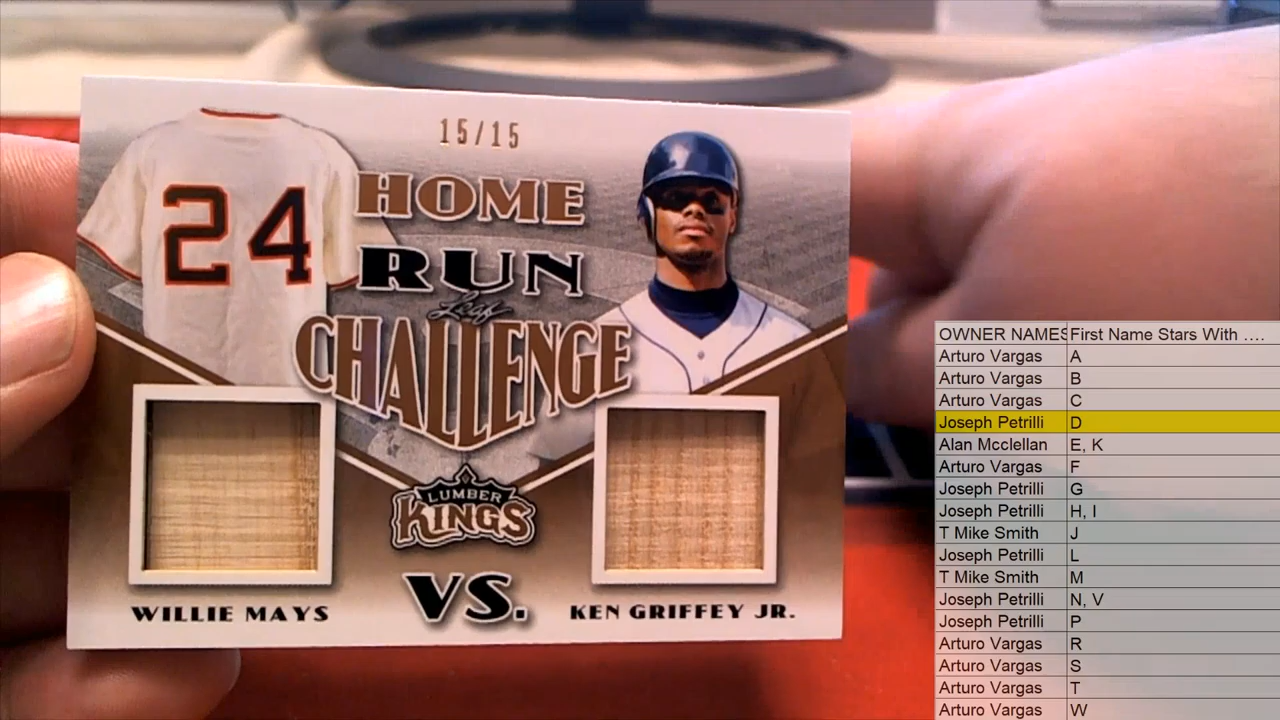 15/15
24
HOME
RUN
Leaf
CHALLENGE
LUMBER
KINGS
VS.
WILLIE MAYS
KEN GRIFFEY JR.
OWNER NAMES First Name Stars With ....
Arturo Vargas A
Arturo Vargas B
Arturo Vargas C
Joseph Petrilli D
Alan Mcclellan E, K
Arturo Vargas F
Joseph Petrilli G
Joseph Petrilli H, I
T Mike Smith J
Joseph Petrilli L
T Mike Smith M
Joseph Petrilli N, V
Joseph Petrilli P
Arturo Vargas R
Arturo Vargas S
Arturo Vargas T
Arturo Vargas W